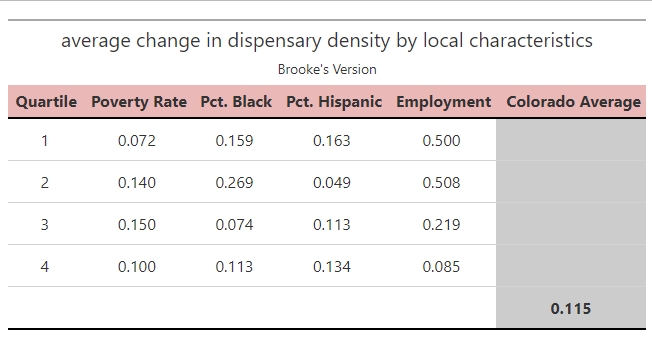 average change in dispensary density by local characteristics
Brooke's Version
Quartile Poverty Rate Pct. Black Pct. Hispanic Employment Colorado Average
1 0.072 0.159 0.163 0.500
2 0.140 0.269 0.049 0.508
3 0.150 0.074 0.113 0.219
4 0.100 0.113 0.134 0.085
0.115